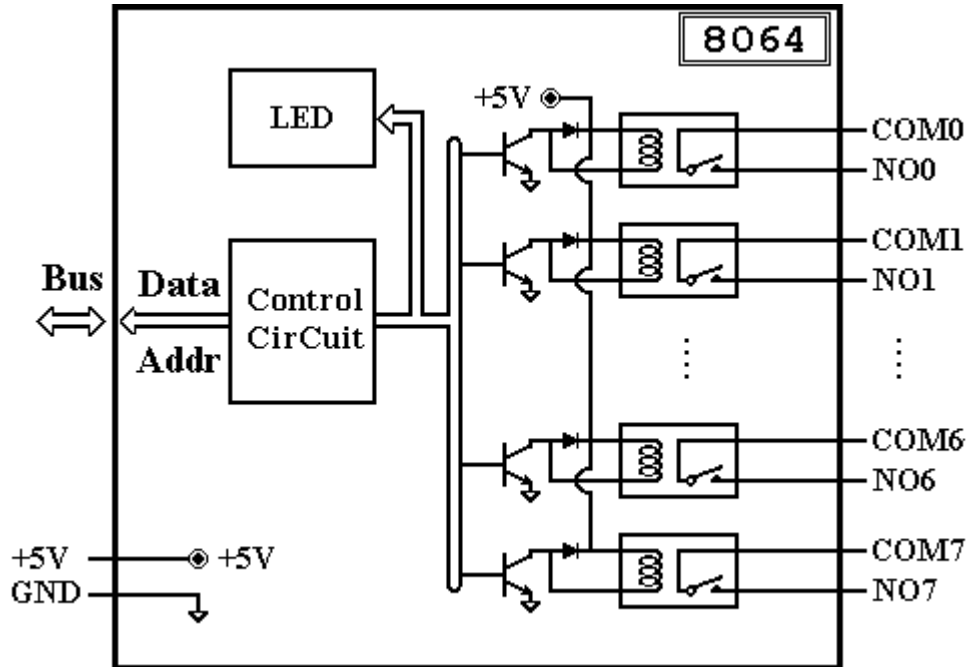 8064
LED
+5V
COM0
NO0
COM1
NO1
Bus
Data
Addr
Control
CirCuit
COM6
NO6
COM7
NO7
+5V
+5V
GND